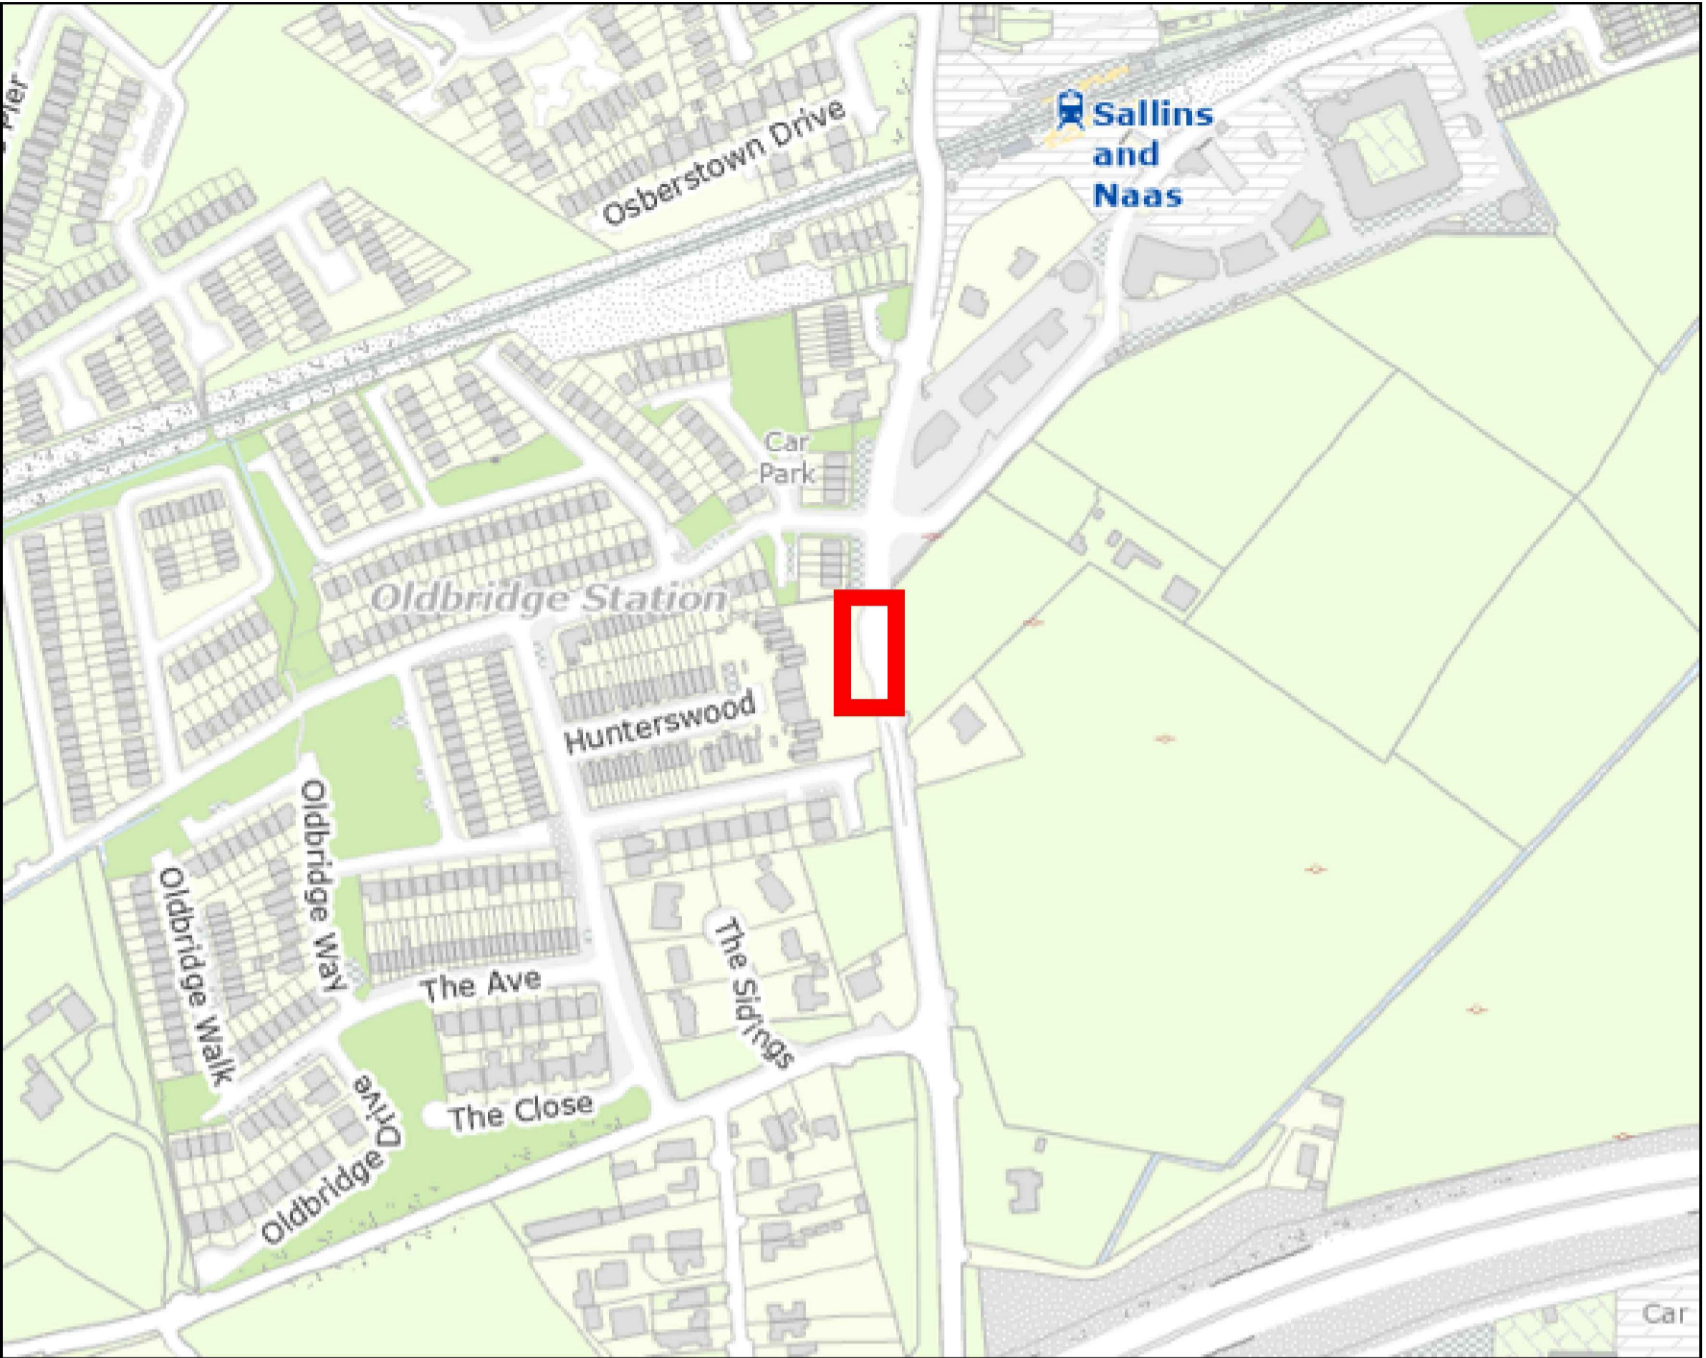 Pier
Osberstown Drive
Sallins
and
Naas
Car
Park
Oldbridge Station
Hunterswood
Oldbridge Way
Oldbridge Walk
The Ave
The Sidings
The Close
Oldbridge Drive
Car